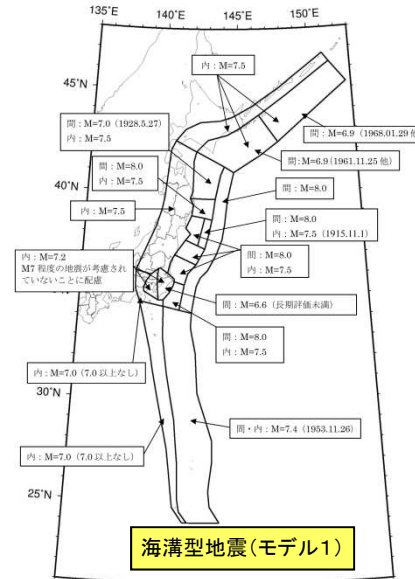 135°E
140°E
145°E
150°E
45°N
40°N
30°N
25°N
内：M=7.5
間：M=7.0（1928.5.27）
内：M=7.5
間：M=6.9（1968.01.29 他
間：M=6.9（1961.11.25 他）
間：M=8.0
内：M=7.5
間：M=8.0
内：M=7.5
間：M=8.0
内：M=7.5（1915.11.1）
間：M=8.0
内：M=7.5
内：M=7.2
M7 程度の地震が考慮され
ていないことに配慮
間：M=6.6（長期評価未満）
間：M=8.0
内：M=7.5
内：M=7.0（7.0 以上なし）
間・内：M=7.4（1953.11.26）
内：M=7.0（7.0 以上なし）
海溝型地震（モデル1）